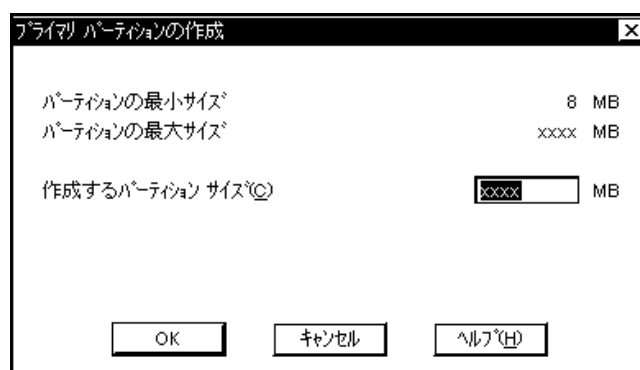 プライマリ パーティションの作成
パーティションの最小サイズ 8 MB
パーティションの最大サイズ xxxx MB
作成するパーティション サイズ(C) xxxx MB
OK キャンセル ヘルプ(H)